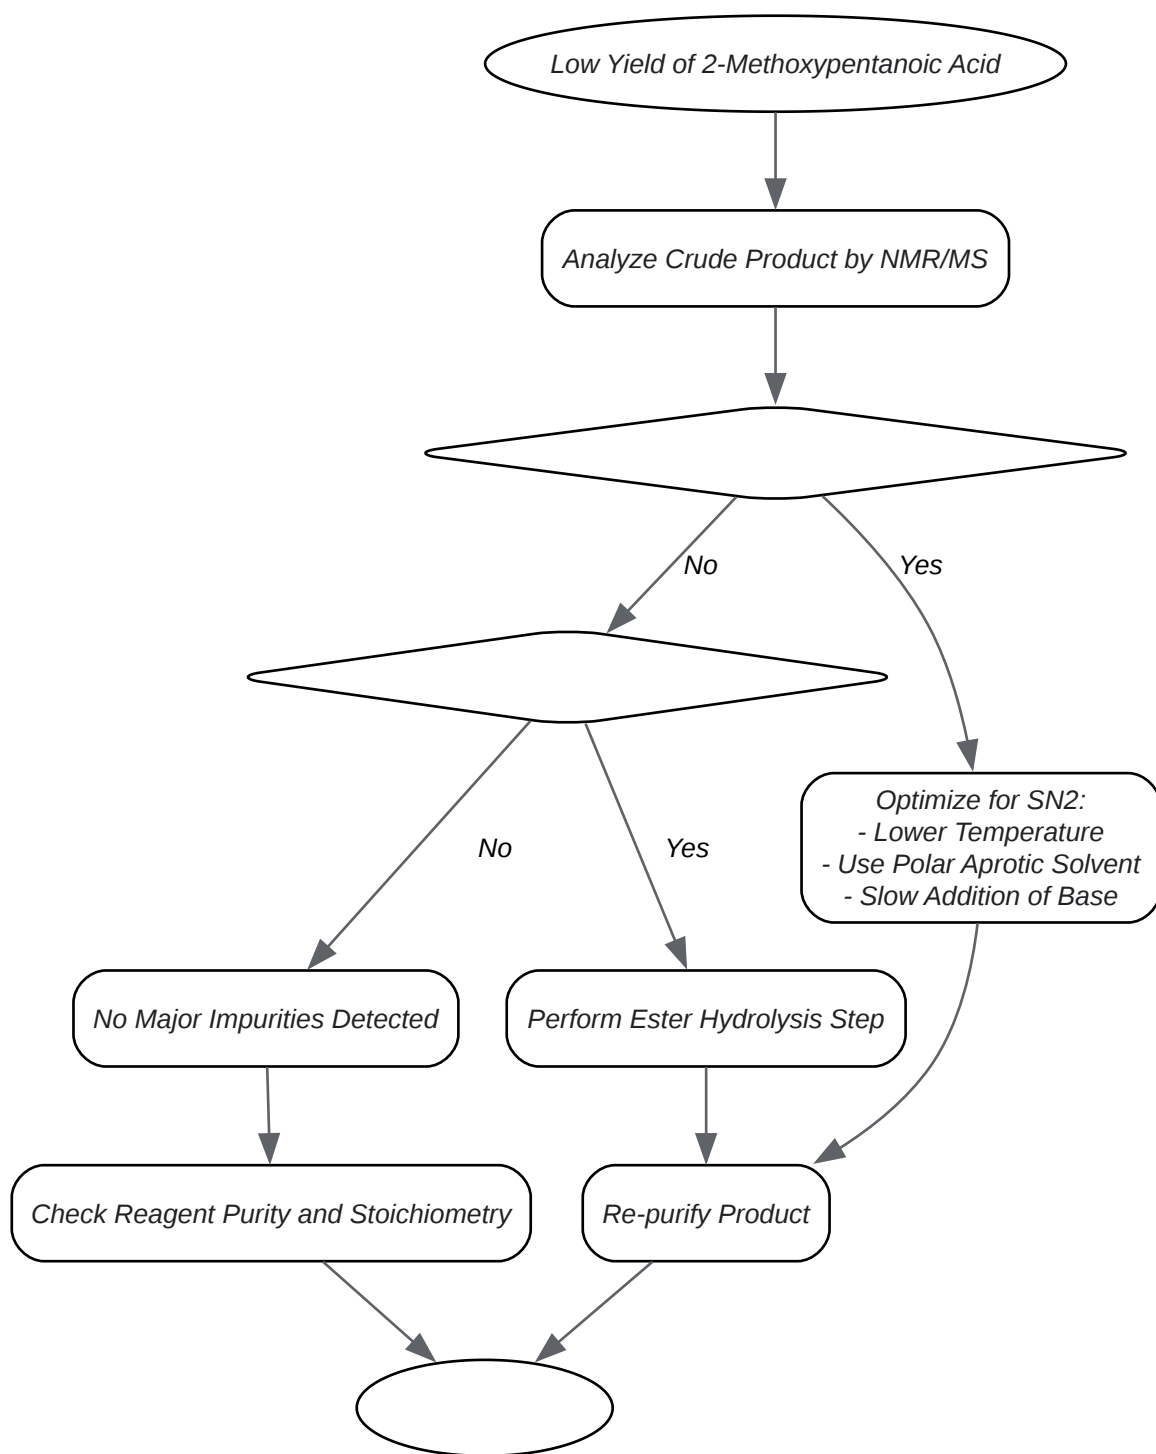 Low Yield of 2-Methoxypentanoic Acid
Analyze Crude Product by NMR/MS
No
Yes
Optimize for SN2:
- Lower Temperature
- Use Polar Aprotic Solvent
- Slow Addition of Base
No
Yes
No Major Impurities Detected
Perform Ester Hydrolysis Step
Check Reagent Purity and Stoichiometry
Re-purify Product